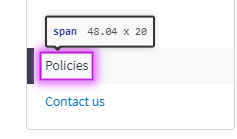 span 48.04 x 20
Policies
Contact us